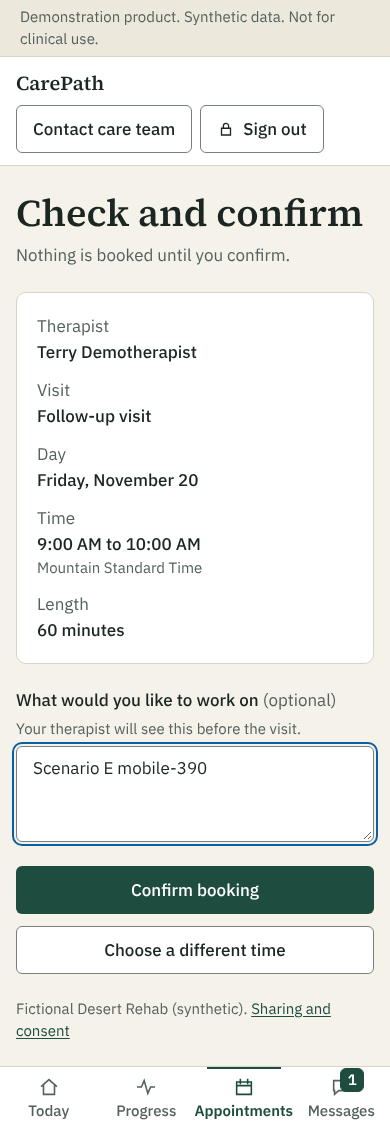 Demonstration product. Synthetic data. Not for
clinical use.
CarePath
Contact care team
Sign out
Check and confirm
Nothing is booked until you confirm.
Therapist
Terry Demotherapist
Visit
Follow-up visit
Day
Friday, November 20
Time
9:00 AM to 10:00 AM
Mountain Standard Time
Length
60 minutes
What would you like to work on (optional)
Your therapist will see this before the visit.
Scenario E mobile-390
Confirm booking
Choose a different time
Fictional Desert Rehab (synthetic). Sharing and
consent
1
Today
Progress
Appointments
Messages